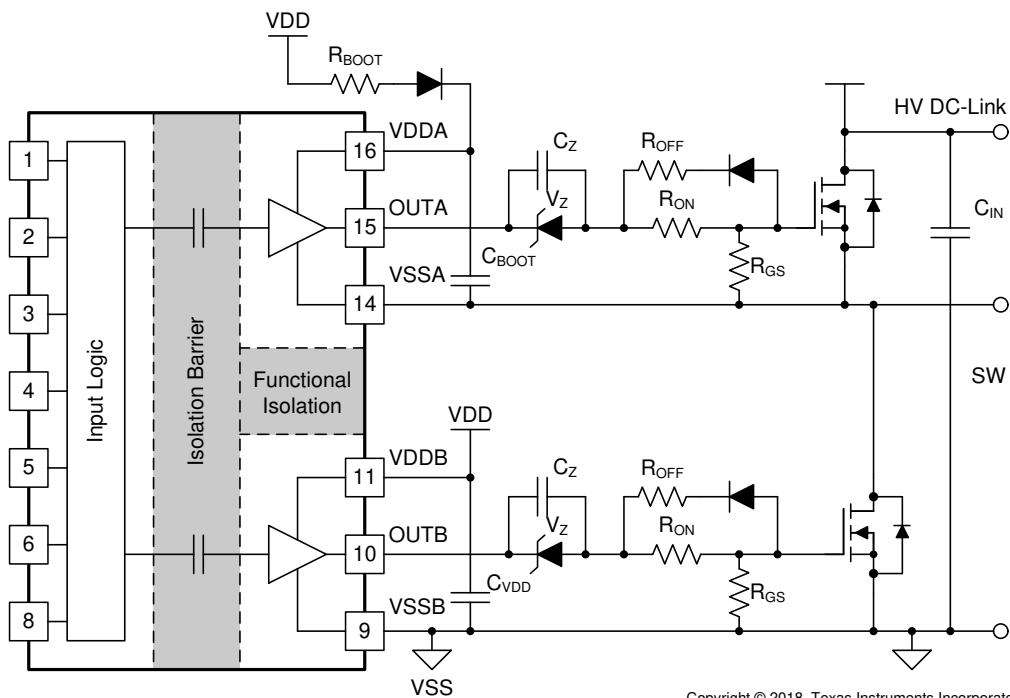 VDD
RBOOT
HV DC-Link
1
2
3
4
5
6
8
Input Logic
Isolation Barrier
Functional
Isolation
16
VDDA
15
OUTA
14
VSSA
CBOOT
CZ
VZ
ROFF
RON
RGS
CIN
SW
VDD
11
VDDB
10
OUTB
9
VSSB
CVDD
CZ
VZ
ROFF
RON
RGS
VSS
Copyright © 2018, Texas Instruments Incorporate